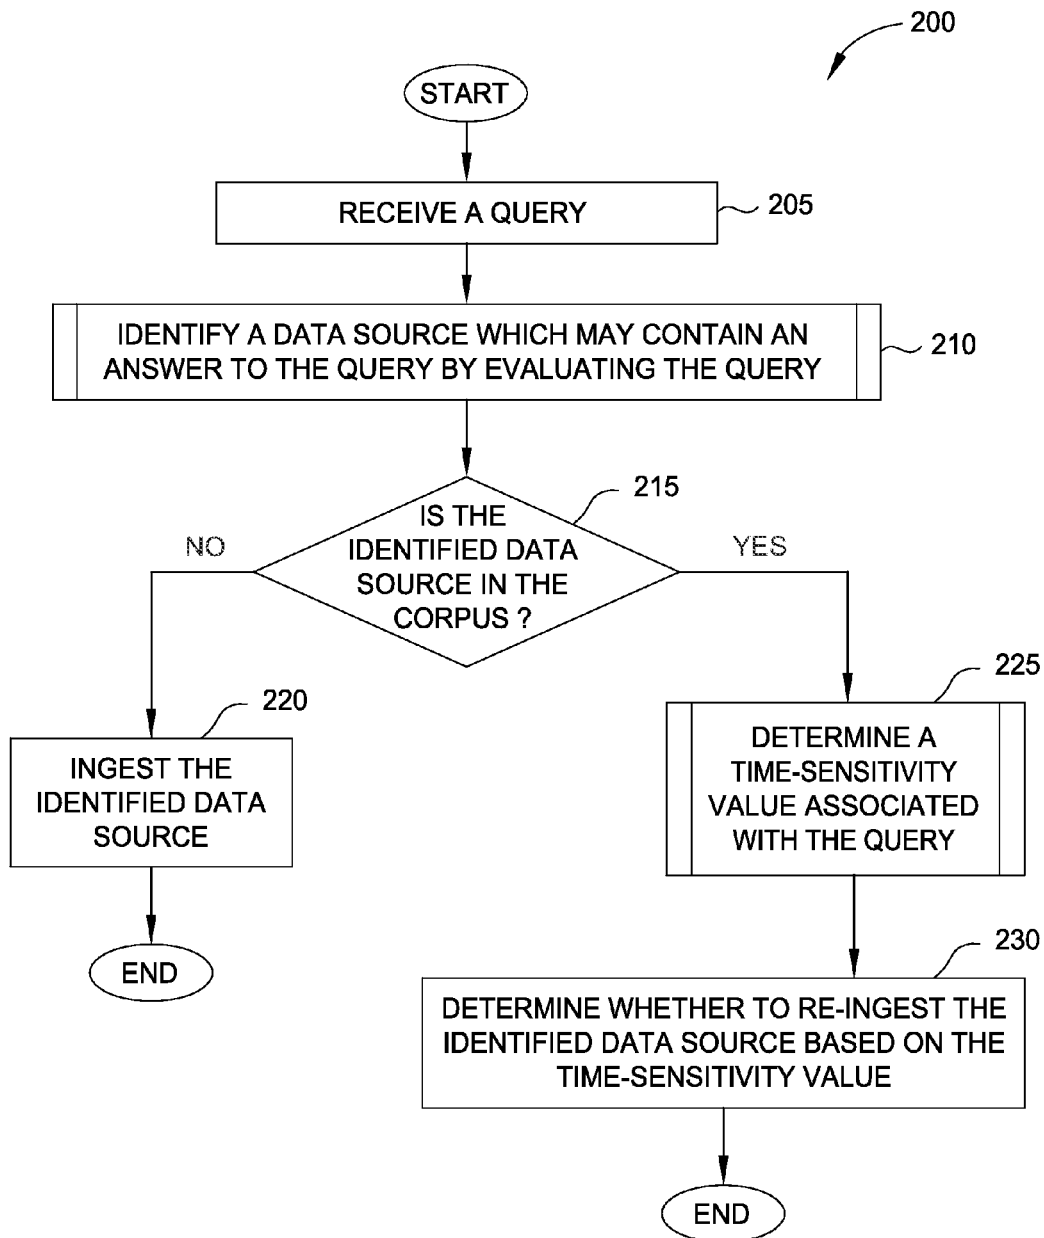 200
START
RECEIVE A QUERY
205
IDENTIFY A DATA SOURCE WHICH MAY CONTAIN AN
ANSWER TO THE QUERY BY EVALUATING THE QUERY
210
215
IS THE
IDENTIFIED DATA
SOURCE IN THE
CORPUS ?
NO
YES
220
INGEST THE
IDENTIFIED DATA
SOURCE
END
225
DETERMINE A
TIME-SENSITIVITY
VALUE ASSOCIATED
WITH THE QUERY
230
DETERMINE WHETHER TO RE-INGEST THE
IDENTIFIED DATA SOURCE BASED ON THE
TIME-SENSITIVITY VALUE
END